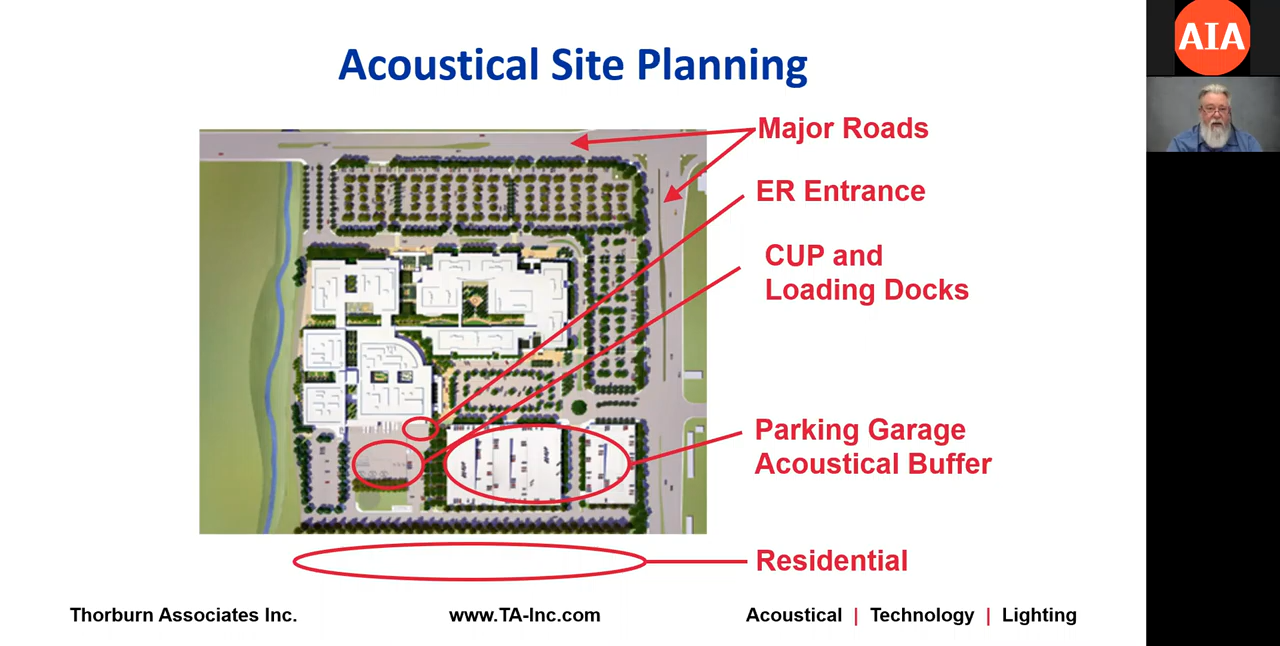 Acoustical Site Planning
AIA
Major Roads
ER Entrance
CUP and
Loading Docks
Parking Garage
Acoustical Buffer
Residential
Thorburn Associates Inc.
www.TA-Inc.com
Acoustical | Technology | Lighting